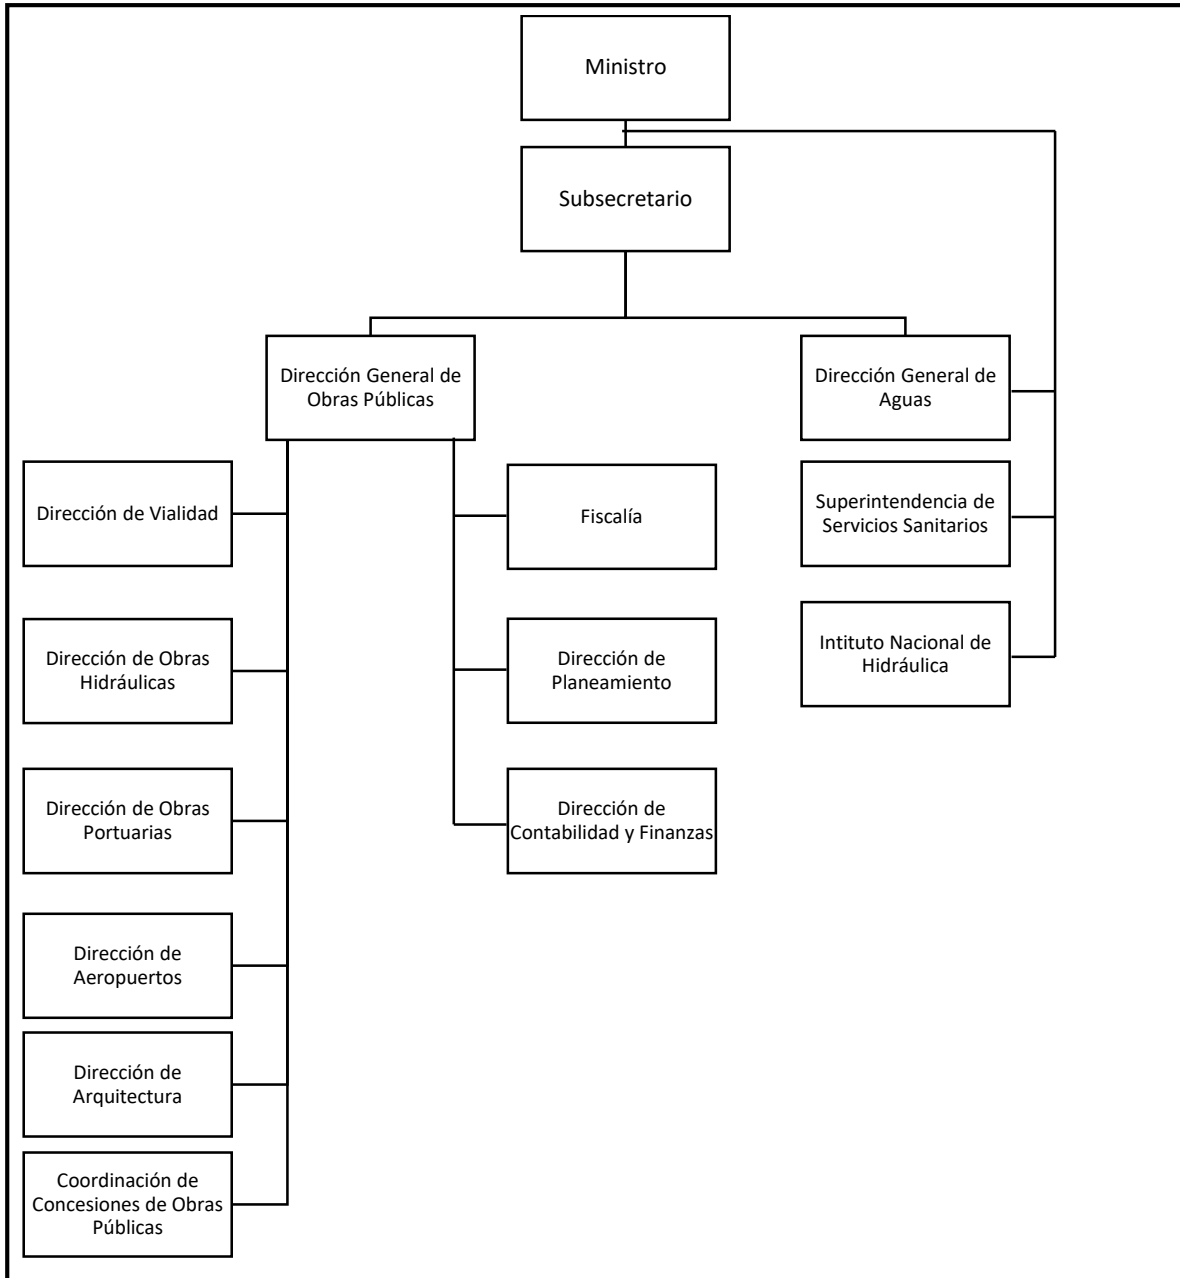 Ministro
Subsecretario
Dirección General de
Obras Públicas
Dirección General de
Aguas
Dirección de Vialidad
Fiscalía
Superintendencia de
Servicios Sanitarios
Dirección de Obras
Hidráulicas
Dirección de
Planeamiento
Intituto Nacional de
Hidráulica
Dirección de Obras
Portuarias
Dirección de
Contabilidad y Finanzas
Dirección de
Aeropuertos
Dirección de
Arquitectura
Coordinación de
Concesiones de Obras
Públicas